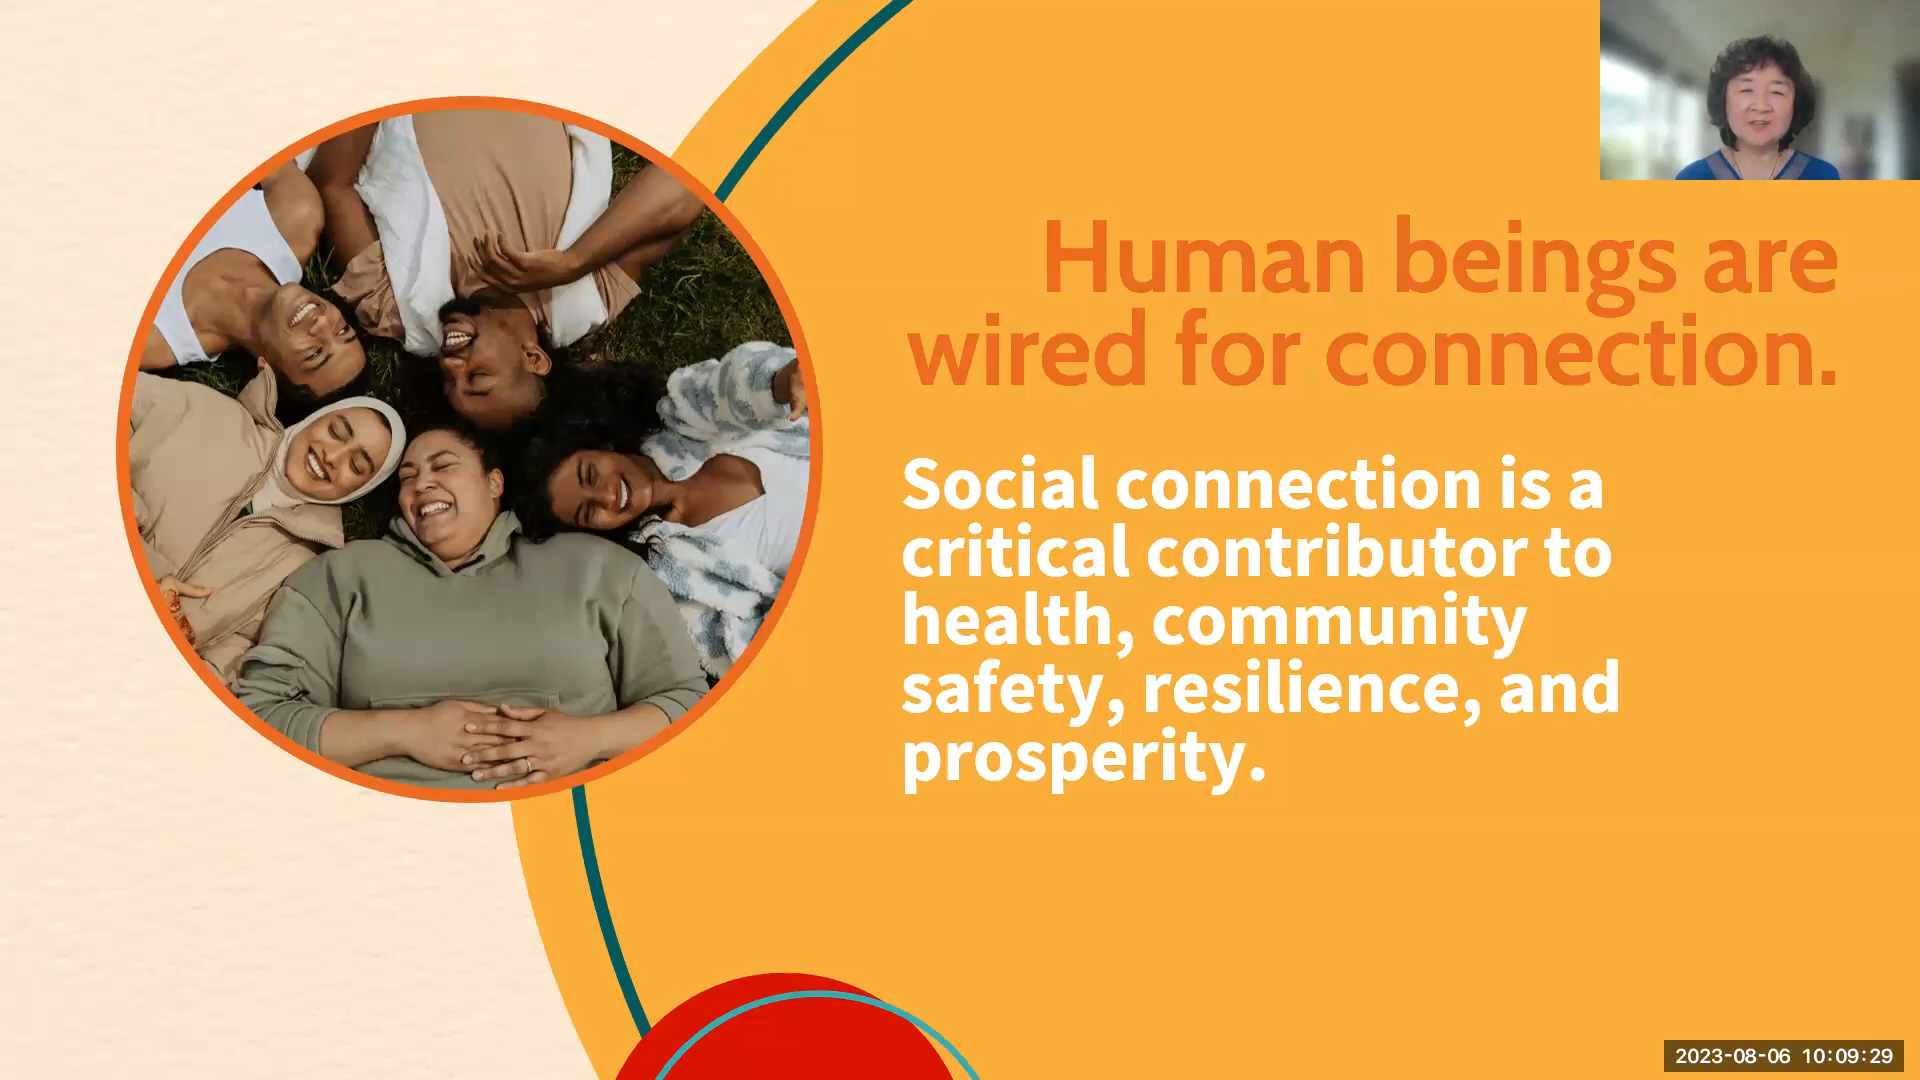 Human beings are
wired for connection.
Social connection is a
critical contributor to
health, community
safety, resilience, and
prosperity.
2023-08-06 10:09:29